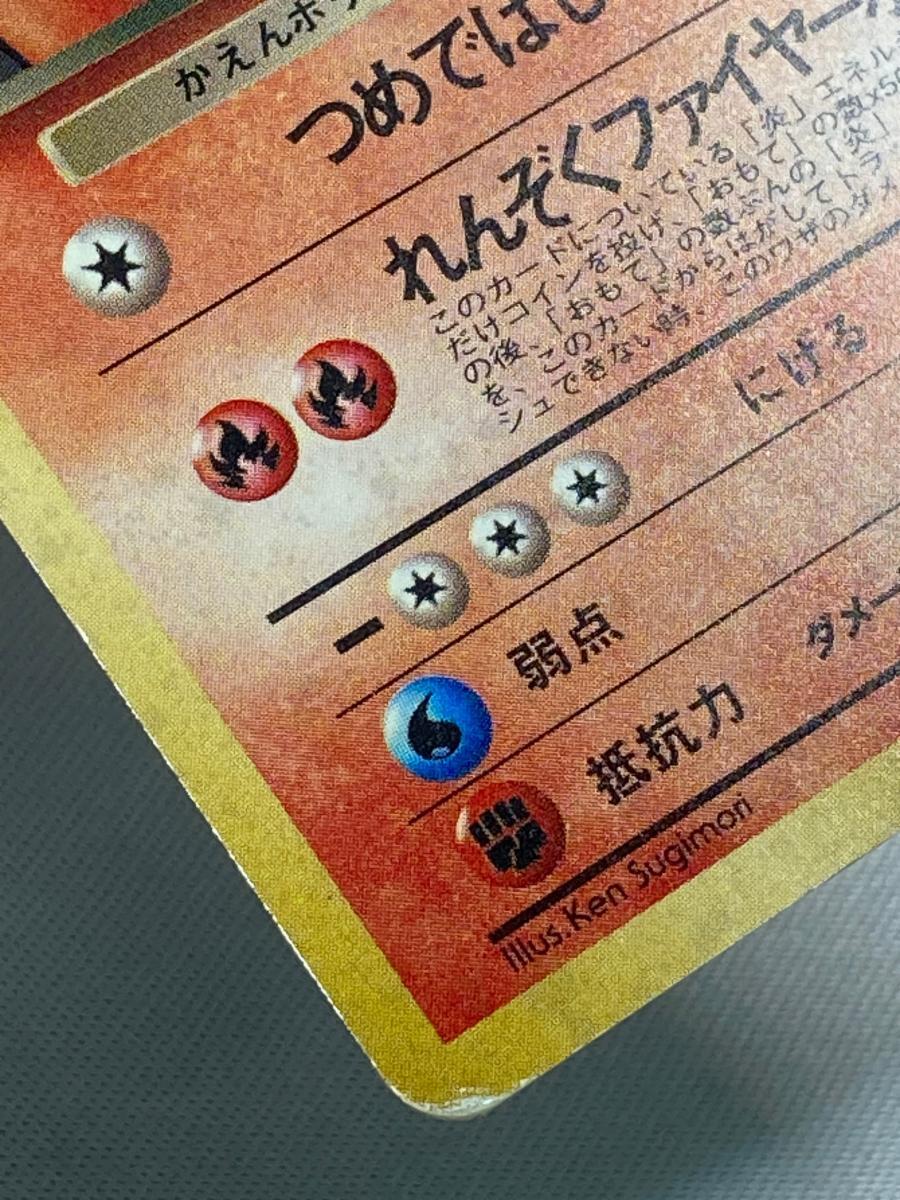 かえんポ
つめではじ
れんぞくファイヤー
このカードについている「炎」エネル
だけコインを投げ、「おもて」の数×50
の後、「おもて」の数ぶんの「炎」
を、このカードからはがしてトラ
シュできない時、このワザのダメ
にげる
ー
弱点
ダメー
抵抗力
Illus.Ken Sugimori